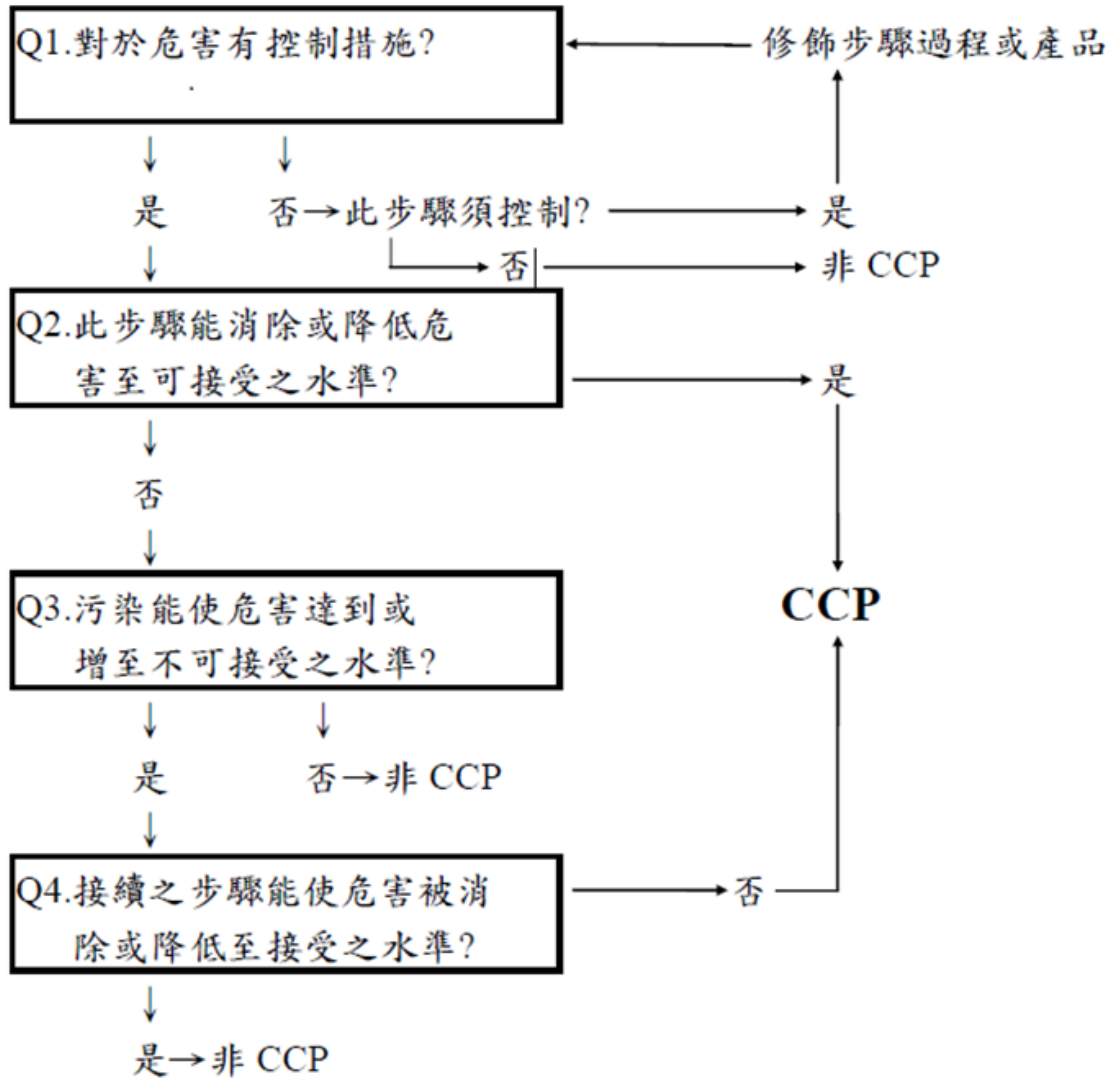 Q1.對於危害有控制措施?
修飾步驟過程或產品
↓ ↓
是 否→此步驟須控制? 是
↓ 否 非 CCP
Q2.此步驟能消除或降低危
害至可接受之水準?
是
↓
否
↓
CCP
Q3.污染能使危害達到或
增至不可接受之水準?
↓ ↓
是 否→非 CCP
↓
Q4.接續之步驟能使危害被消
除或降低至接受之水準?
否
↓
是→非 CCP